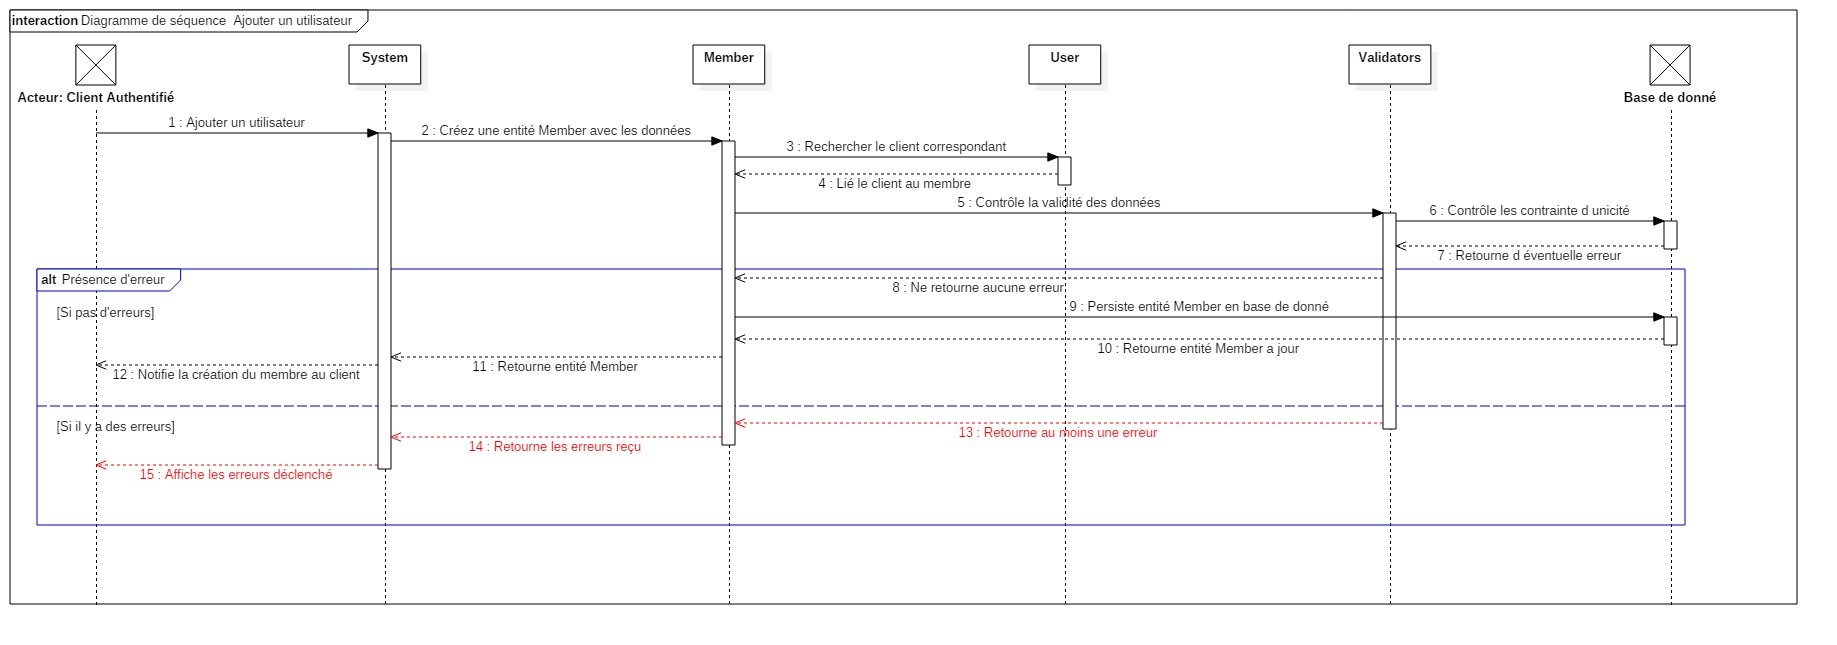 interaction Diagramme de séquence Ajouter un utilisateur
System
Member
User
Validators
Acteur: Client Authentifié
Base de donné
1 : Ajouter un utilisateur
2 : Créez une entité Member avec les données
3 : Rechercher le client correspondant
4 : Lié le client au membre
5 : Contrôle la validité des données
6 : Contrôle les contrainte d unicité
7 : Retourne d éventuelle erreur
alt Présence d'erreur
8 : Ne retourne aucune erreur
[Si pas d'erreurs]
9 : Persiste entité Member en base de donné
10 : Retourne entité Member a jour
11 : Retourne entité Member
12 : Notifie la création du membre au client
[Si il y a des erreurs]
13 : Retourne au moins une erreur
14 : Retourne les erreurs reçu
15 : Affiche les erreurs déclenché